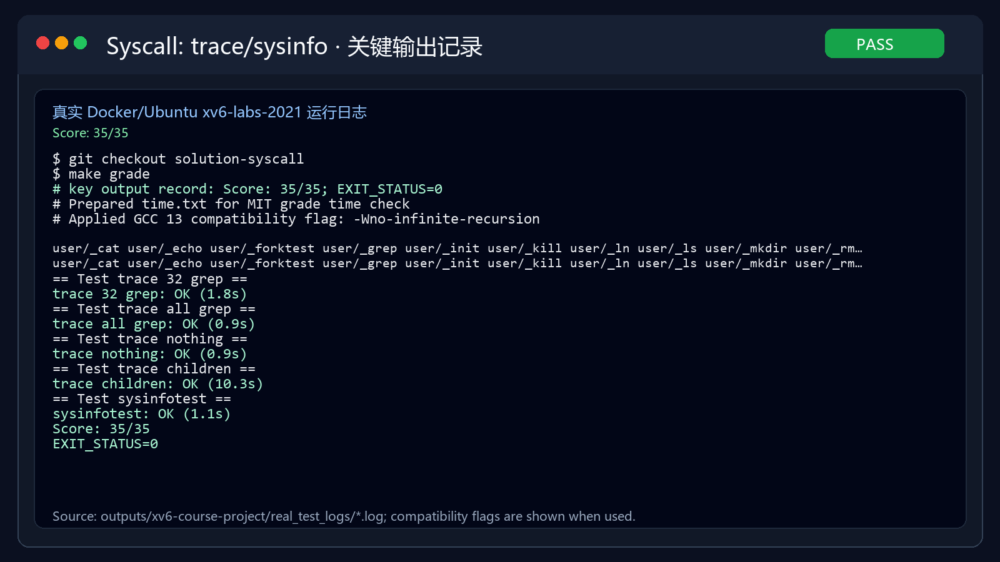 Syscall: trace/sysinfo · 关键输出记录
PASS
真实 Docker/Ubuntu xv6-labs-2021 运行日志
Score: 35/35
$ git checkout solution-syscall
$ make grade
# key output record: Score: 35/35; EXIT_STATUS=0
# Prepared time.txt for MIT grade time check
# Applied GCC 13 compatibility flag: -Wno-infinite-recursion
user/_cat user/_echo user/_forktest user/_grep user/_init user/_kill user/_ln user/_ls user/_mkdir user/_rm…
user/_cat user/_echo user/_forktest user/_grep user/_init user/_kill user/_ln user/_ls user/_mkdir user/_rm…
== Test trace 32 grep ==
trace 32 grep: OK (1.8s)
== Test trace all grep ==
trace all grep: OK (0.9s)
== Test trace nothing ==
trace nothing: OK (0.9s)
== Test trace children ==
trace children: OK (10.3s)
== Test sysinfotest ==
sysinfotest: OK (1.1s)
Score: 35/35
EXIT_STATUS=0
Source: outputs/xv6-course-project/real_test_logs/*.log; compatibility flags are shown when used.